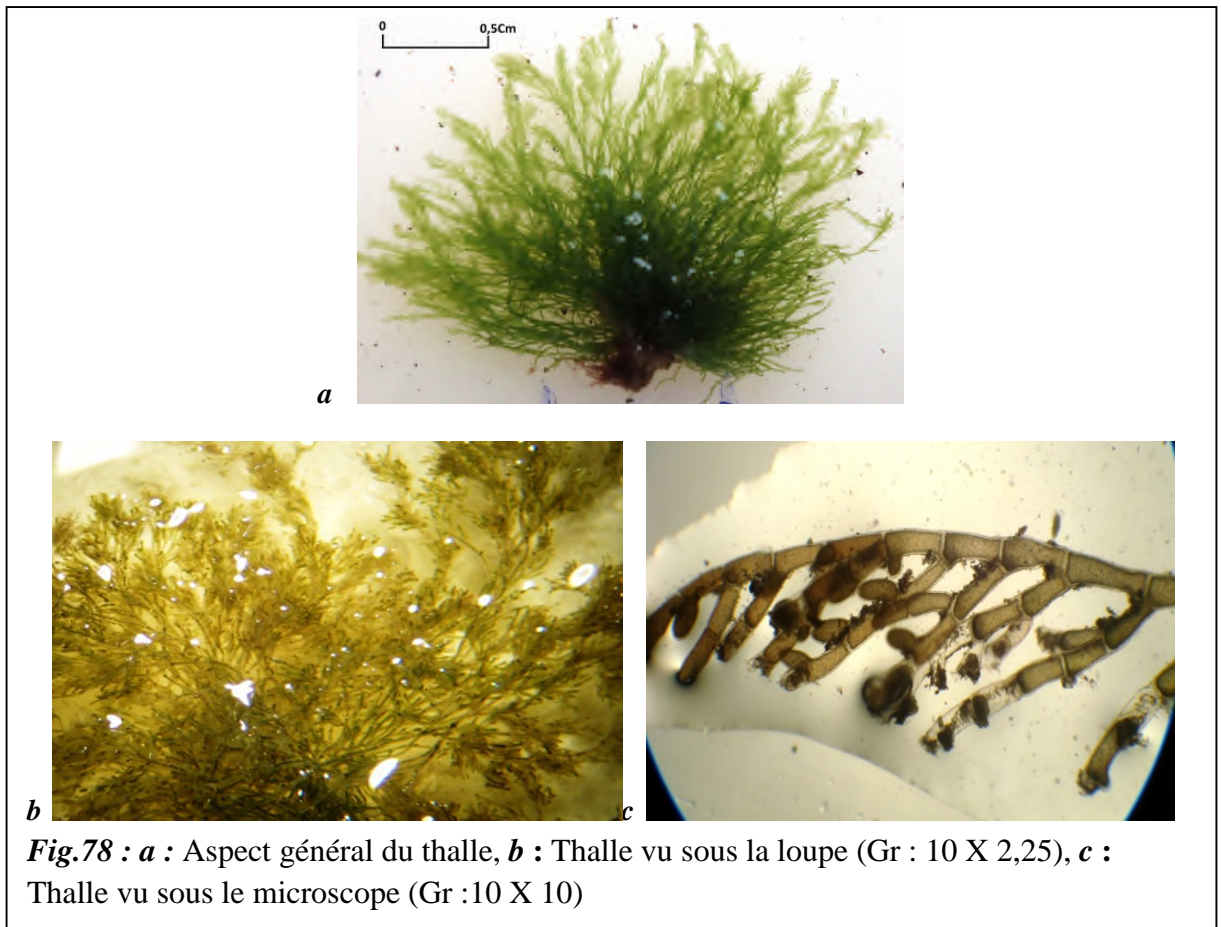 0 0,5Cm
a
b c
Fig.78 : a : Aspect général du thalle, b : Thalle vu sous la loupe (Gr : 10 X 2,25), c :
Thalle vu sous le microscope (Gr :10 X 10)